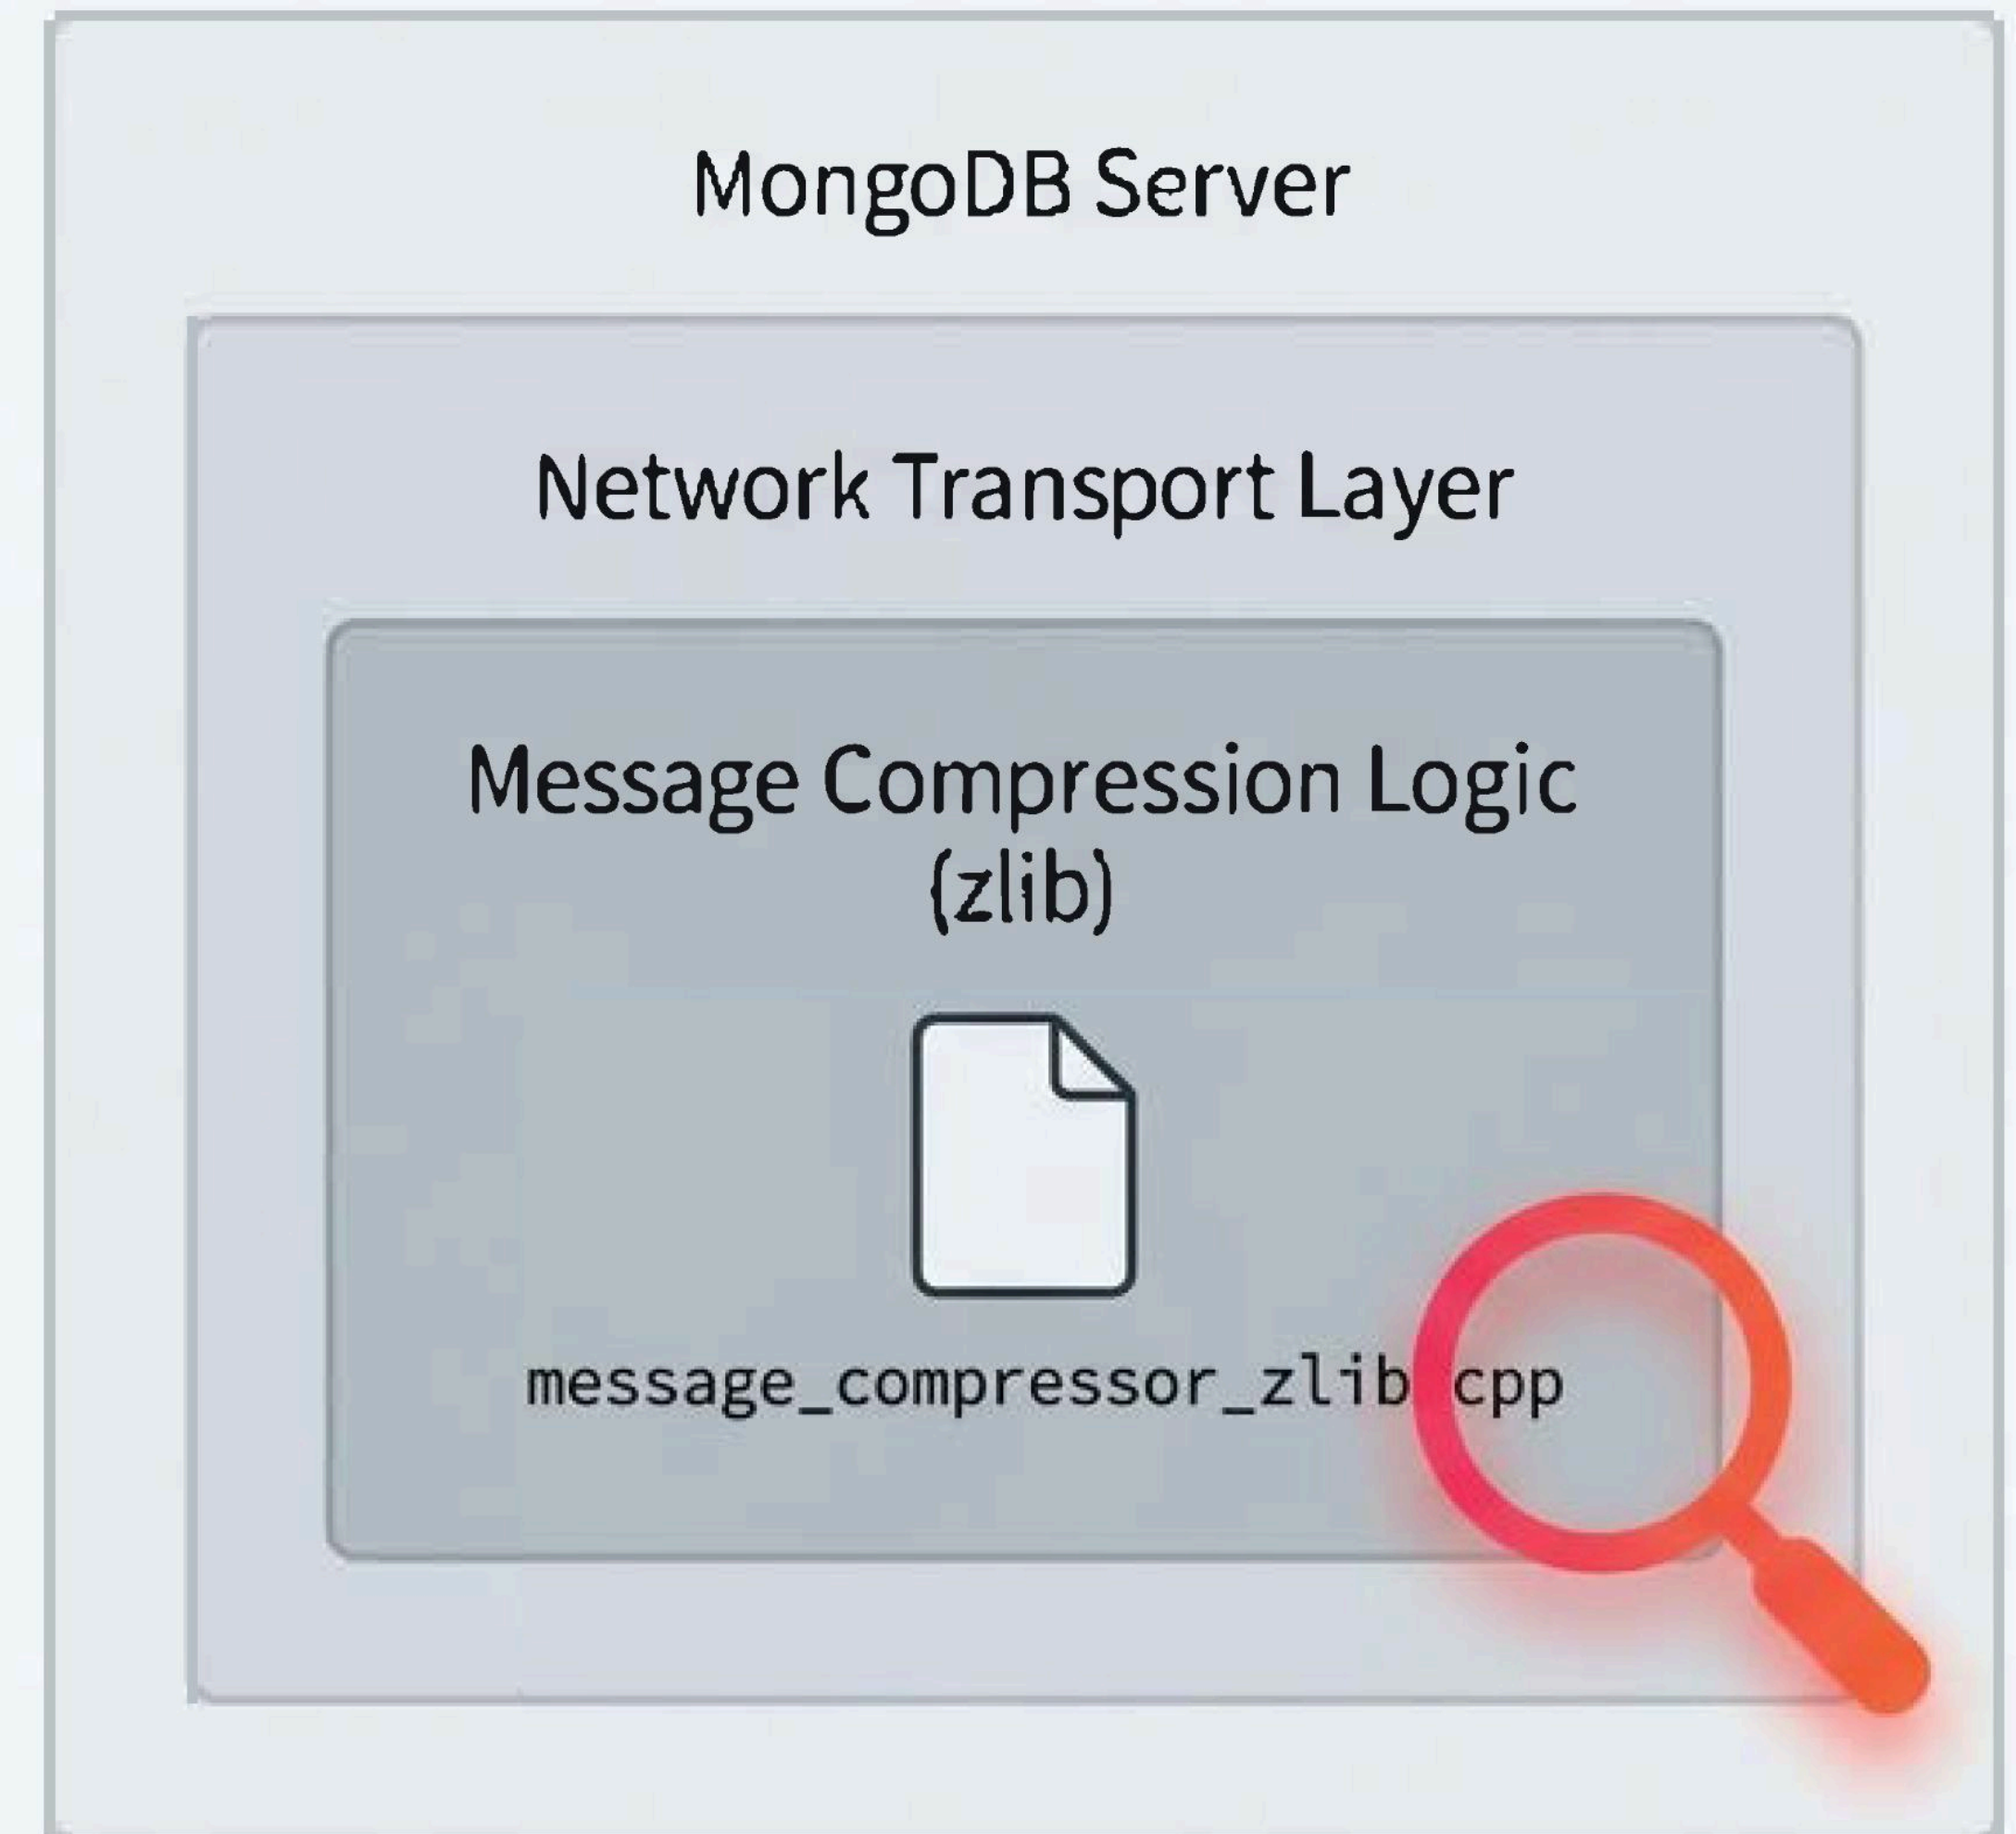 MongoDB Server
Network Transport Layer
Message Compression Logic
(zlib)
message_compressor_zlib cpp